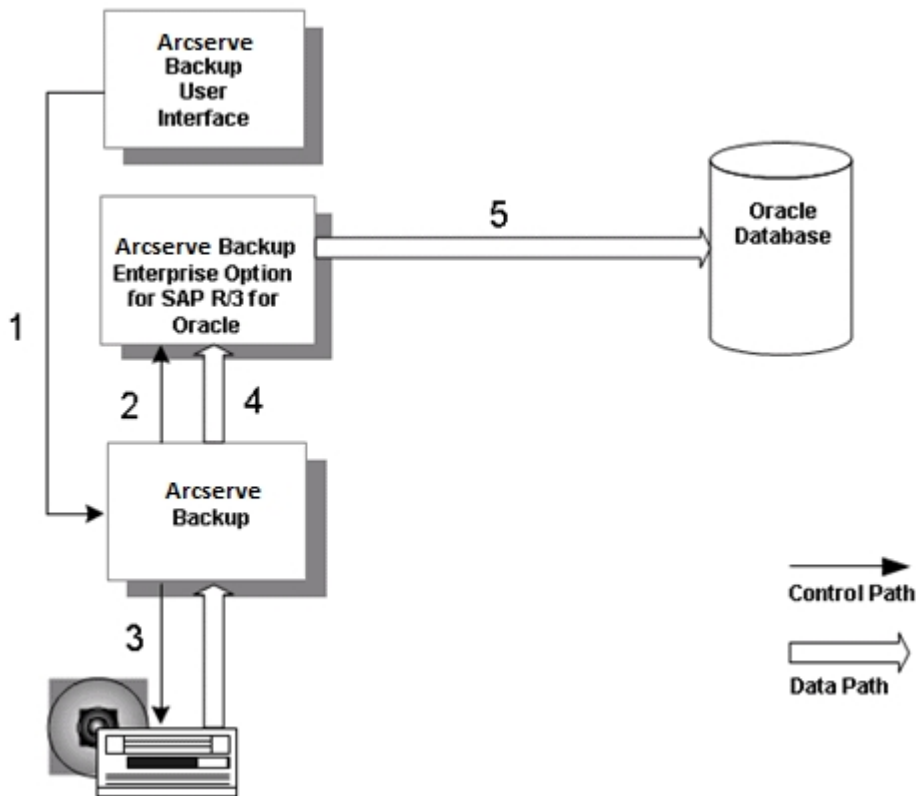 Arcserve
Backup
User
Interface
5
Oracle
Database
Arcserve Backup
Enterprise Option
for SAP R/3 for
Oracle
1
2
4
Arcserve
Backup
Control Path
3
Data Path